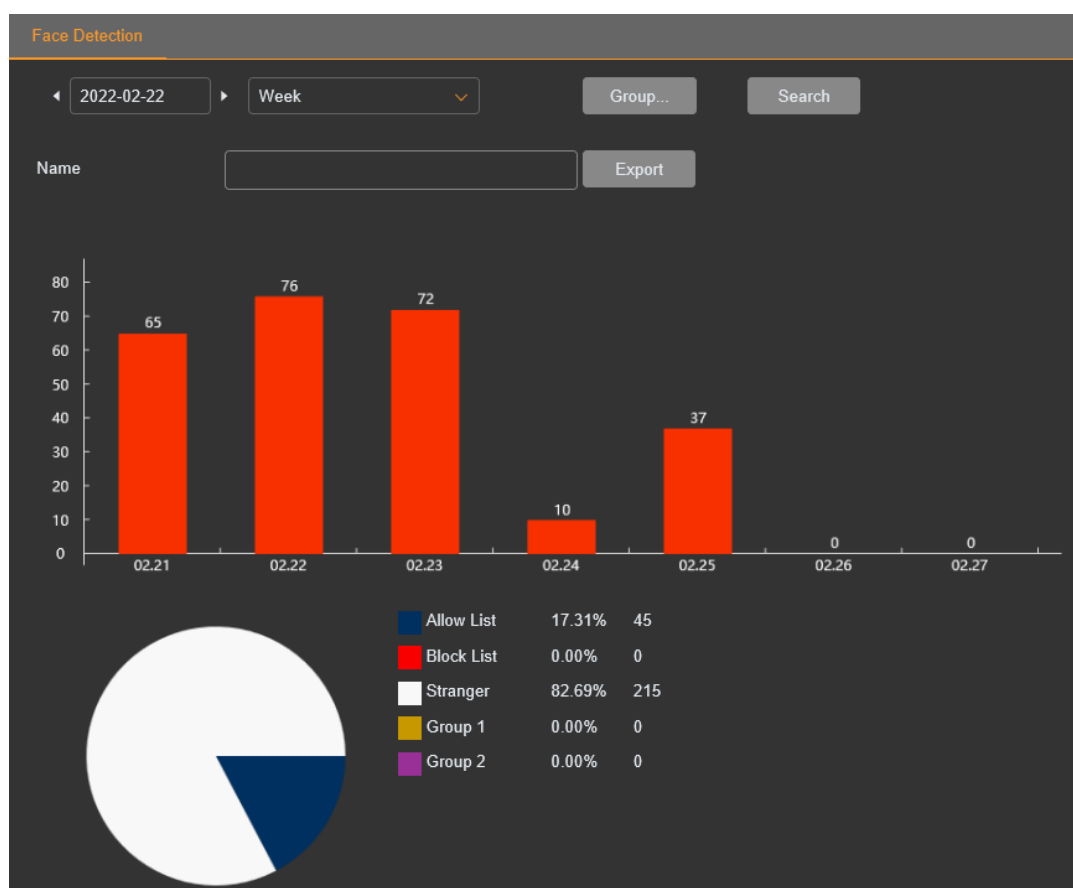 Face Detection
2022-02-22 Week Group... Search
Name Export
80
70
60
50
40
30
20
10
0
65 76 72 10 37 0 0
02.21 02.22 02.23 02.24 02.25 02.26 02.27
Allow List 17.31% 45
Block List 0.00% 0
Stranger 82.69% 215
Group 1 0.00% 0
Group 2 0.00% 0